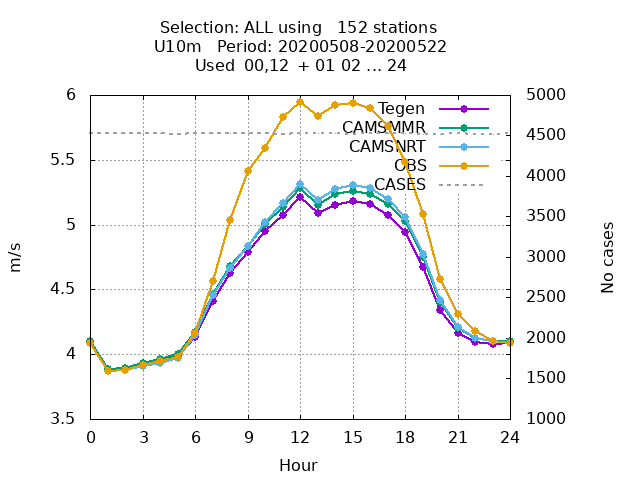 Selection: ALL using   152 stations
U10m   Period: 20200508-20200522
Used  00,12  + 01 02 ... 24
6
5.5
5
4.5
4
3.5
m/s
5000
4500
4000
3500
3000
2500
2000
1500
1000
No cases
Tegen
CAMSMMR
CAMSNRT
OBS
CASES
0 3 6 9 12 15 18 21 24
Hour